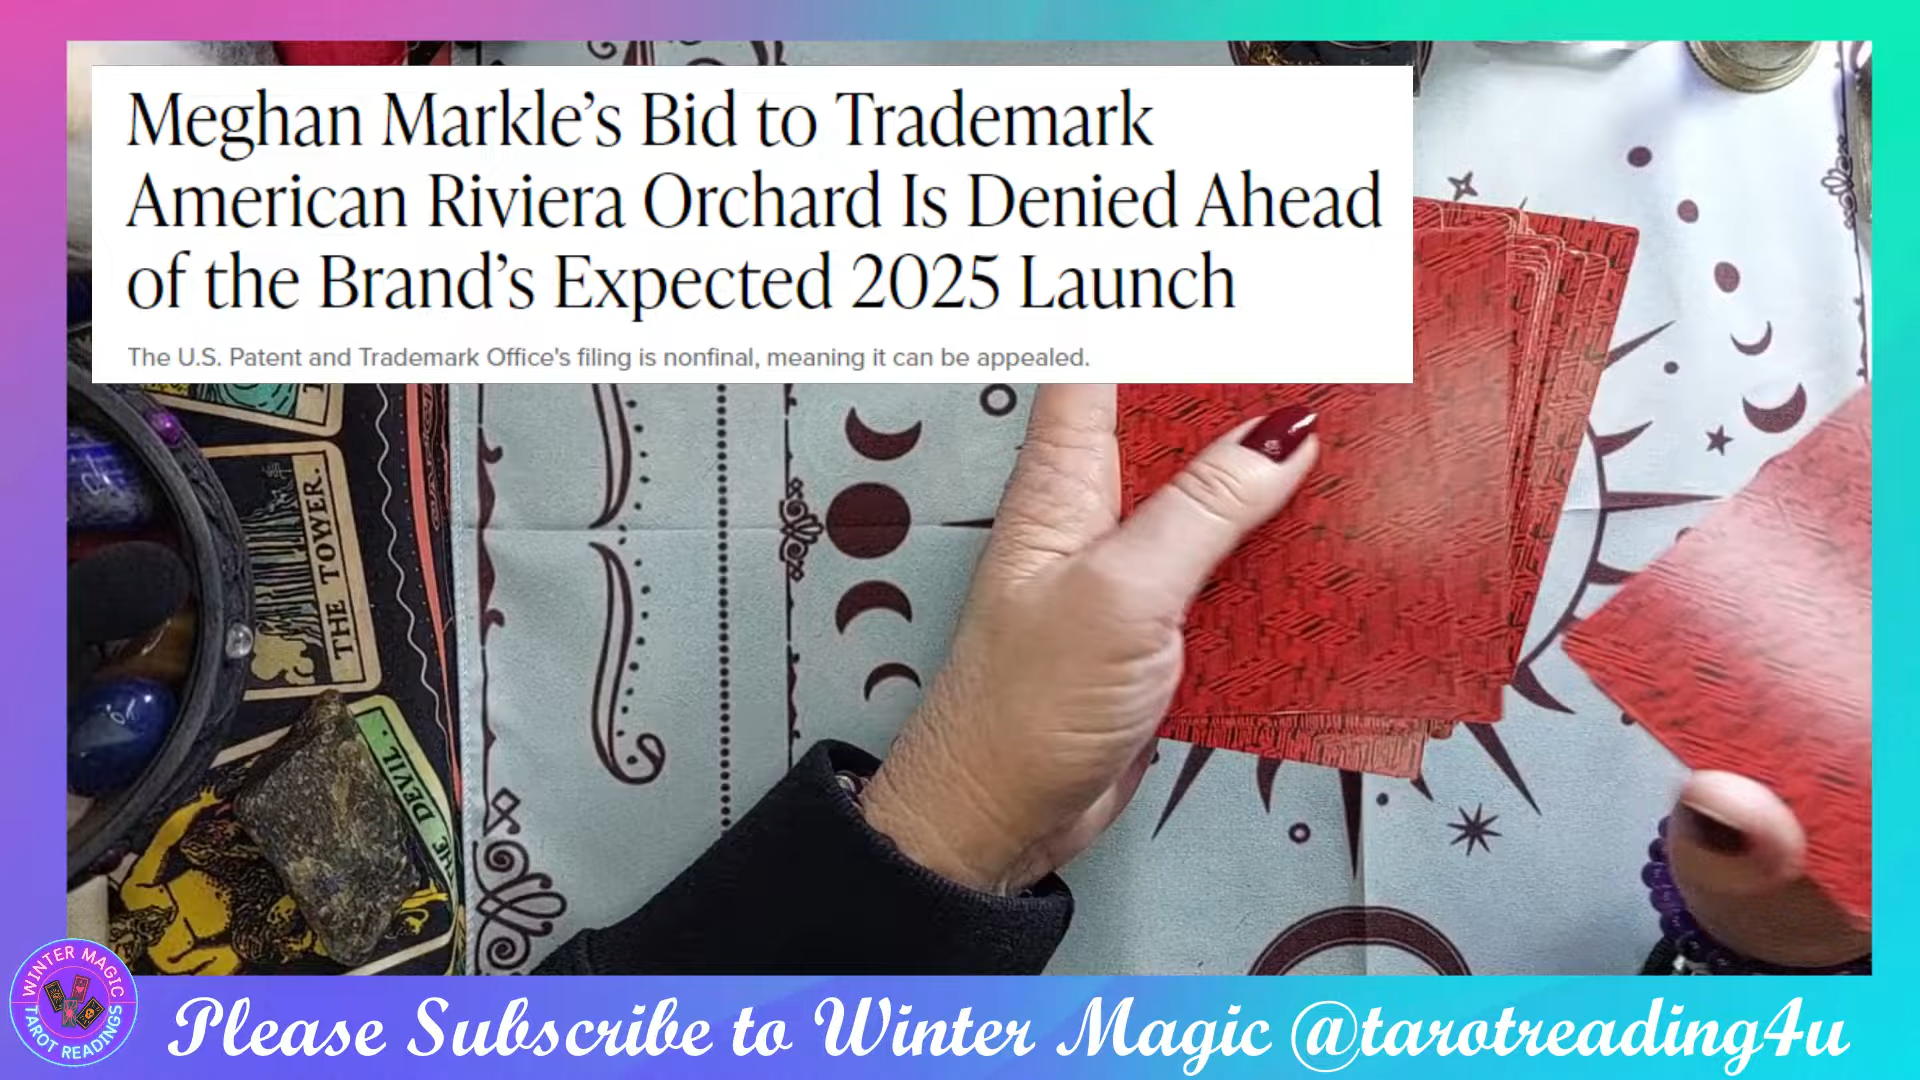 Meghan Markle’s Bid to Trademark
American Riviera Orchard Is Denied Ahead
of the Brand’s Expected 2025 Launch
The U.S. Patent and Trademark Office's filing is nonfinal, meaning it can be appealed.
THE TOWER.
THE DEVIL.
WINTER MAGIC
TAROT READINGS
Please Subscribe to Winter Magic @tarotreading4u